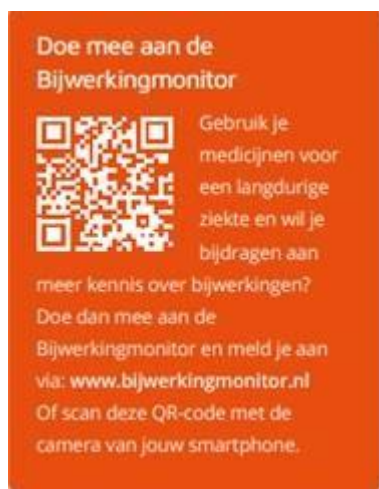 Doe mee aan de
Bijwerkingmonitor
Gebruik je
medicijnen voor
een langdurige
ziekte en wil je
bijdragen aan
meer kennis over bijwerkingen?
Doe dan mee aan de
Bijwerkingmonitor en meld je aan
via: www.bijwerkingmonitor.nl
Of scan deze QR-code met de
camera van jouw smartphone.